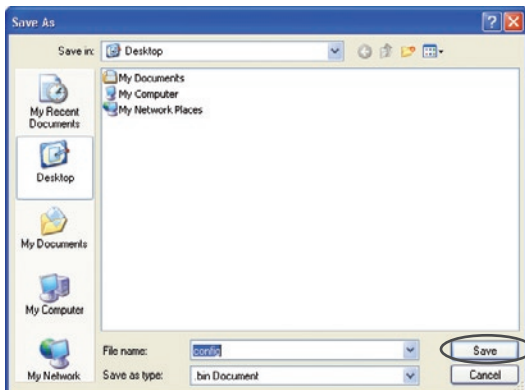 Save As
Save in: Desktop
My Documents
My Computer
My Network Places
My Recent
Documents
Desktop
My Documents
My Computer
My Network
File name: config Save
Save as type: .bin Document Cancel